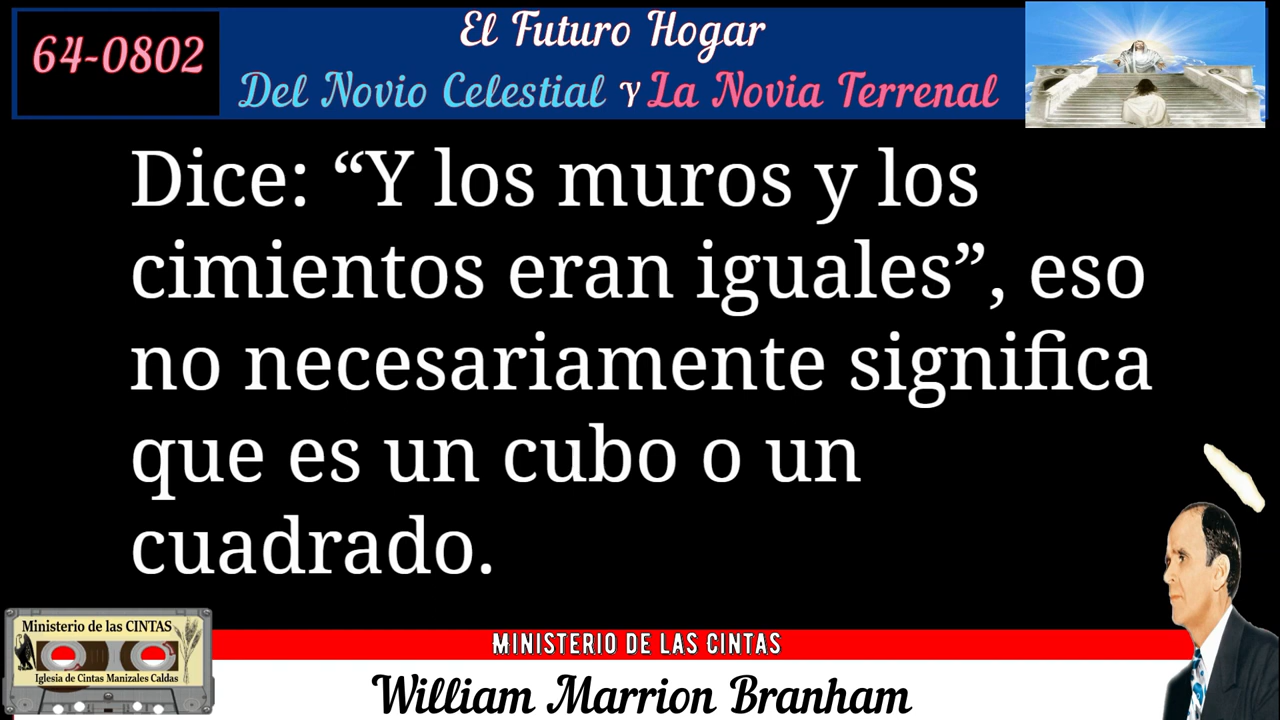 64-0802
El Futuro Hogar
Del Novio Celestial Y La Novia Terrenal
Dice: “Y los muros y los
cimientos eran iguales”, eso
no necesariamente significa
que es un cubo o un
cuadrado.
Ministerio de las CINTAS
Iglesia de Cintas Manizales Caldas
MINISTERIO DE LAS CINTAS
William Marrion Branham